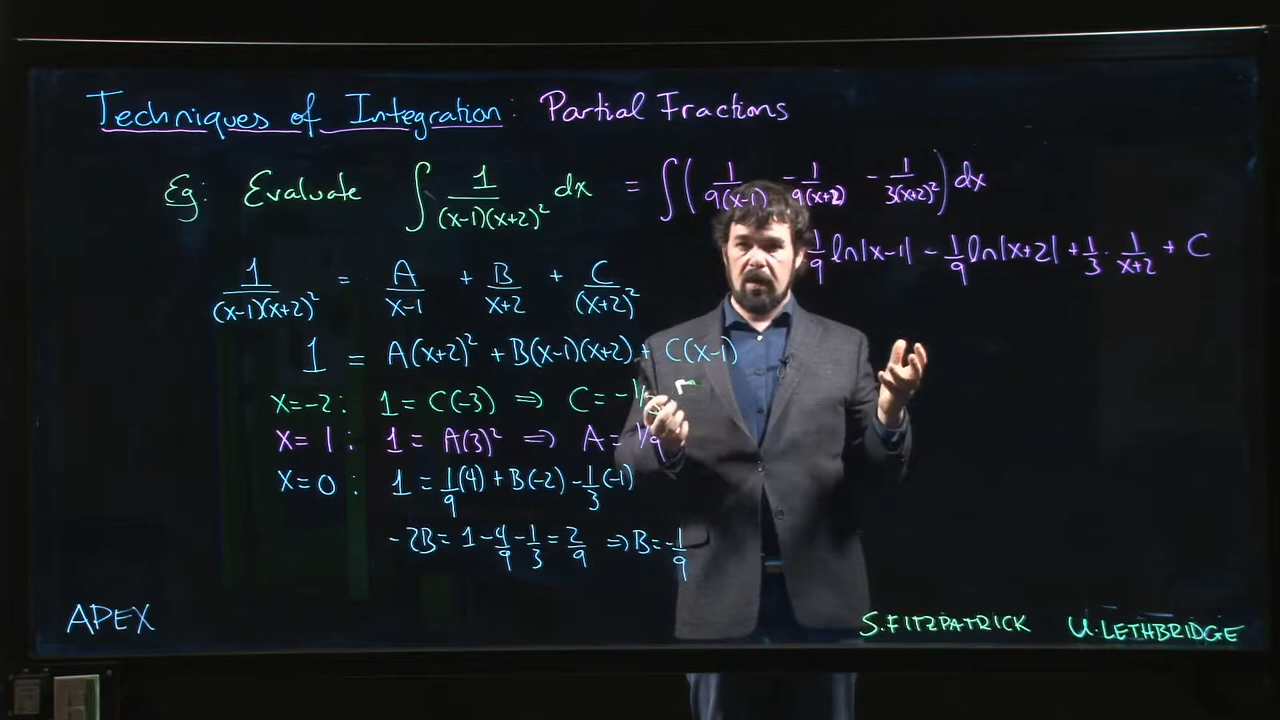 Techniques of Integration: Partial Fractions
Eg: Evaluate ∫ 1/((x-1)(x+2)²) dx = ∫( 1/(9(x-1)) - 1/(9(x+2)) - 1/(3(x+2)²) ) dx
1/9 ln|x-1| - 1/9 ln|x+2| + 1/3 · 1/(x+2) + C
1/((x-1)(x+2)²) = A/(x-1) + B/(x+2) + C/(x+2)²
1 = A(x+2)² + B(x-1)(x+2) + C(x-1)
x=-2: 1 = C(-3) ⇒ C = -1/
x=1: 1 = A(3)² ⇒ A = 1/9
x=0: 1 = 1/9(4) + B(-2) - 1/3(-1)
-2B = 1 - 4/9 - 1/3 = 2/9 ⇒ B = -1/9
APEX
S.FITZPATRICK U.LETHBRIDGE